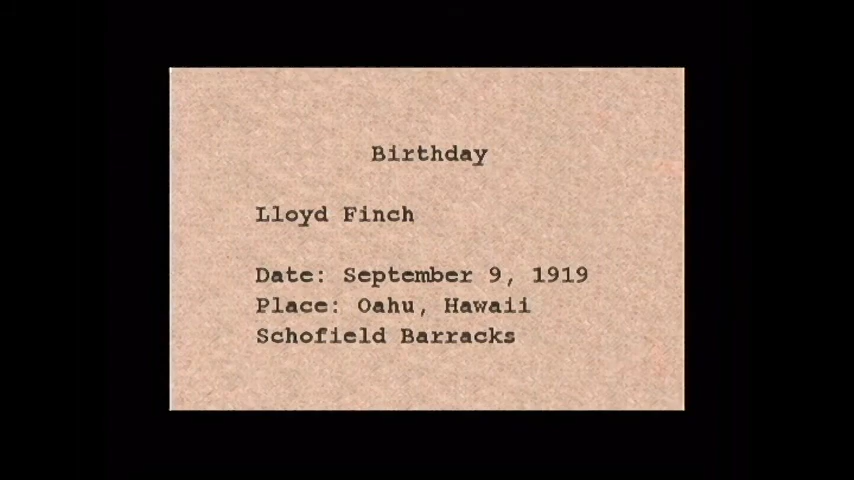 Birthday
Lloyd Finch
Date: September 9, 1919
Place: Oahu, Hawaii
Schofield Barracks